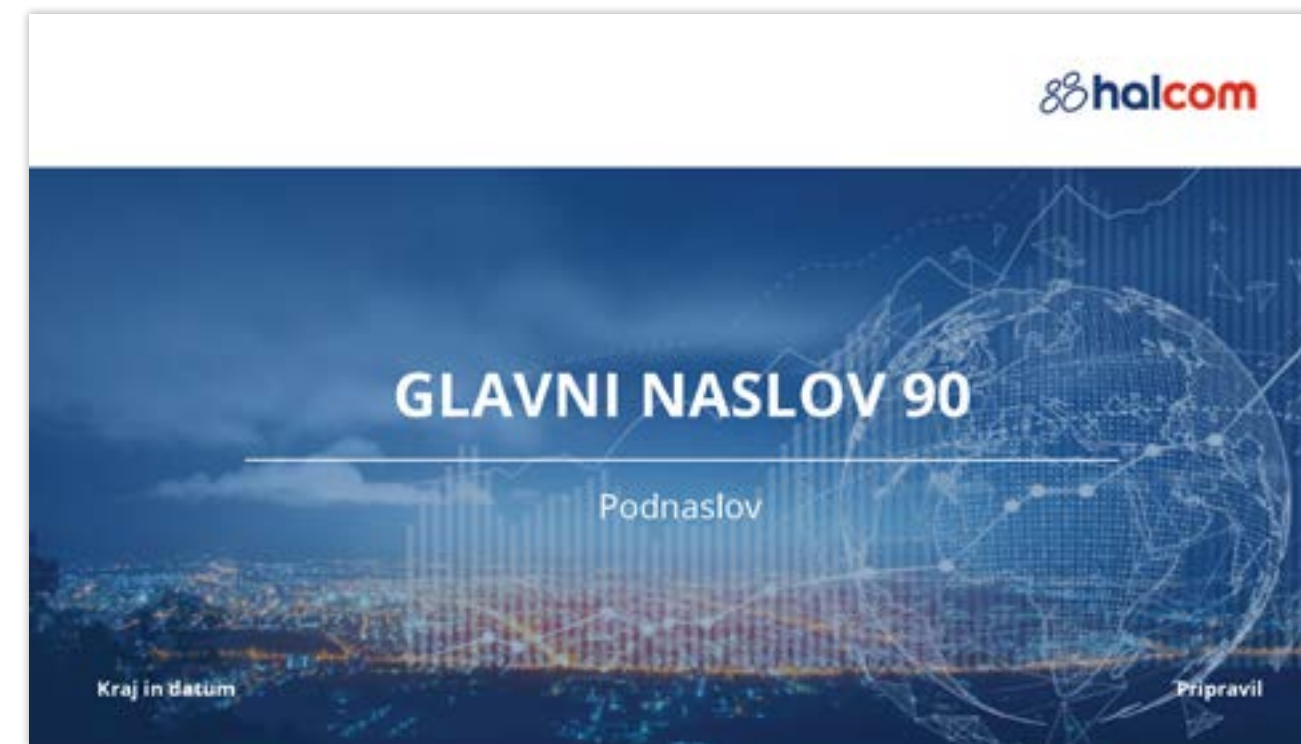 halcom
GLAVNI NASLOV 90
Podnaslov
Kraj in datum
Pripravil